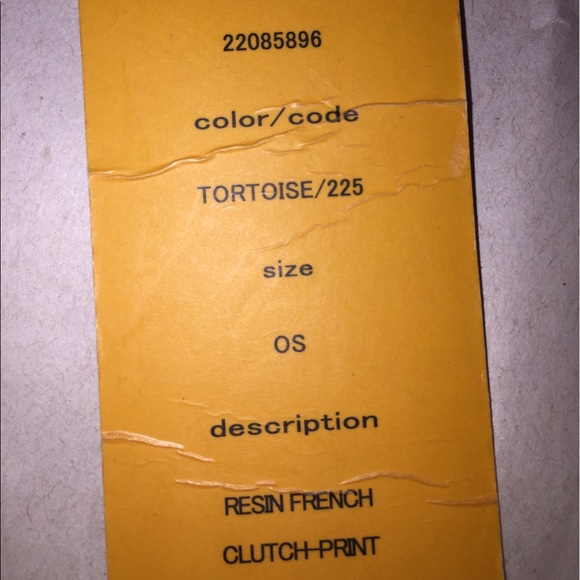 22085896
color/code
TORTOISE/225
size
OS
description
RESIN FRENCH
CLUTCH-PRINT